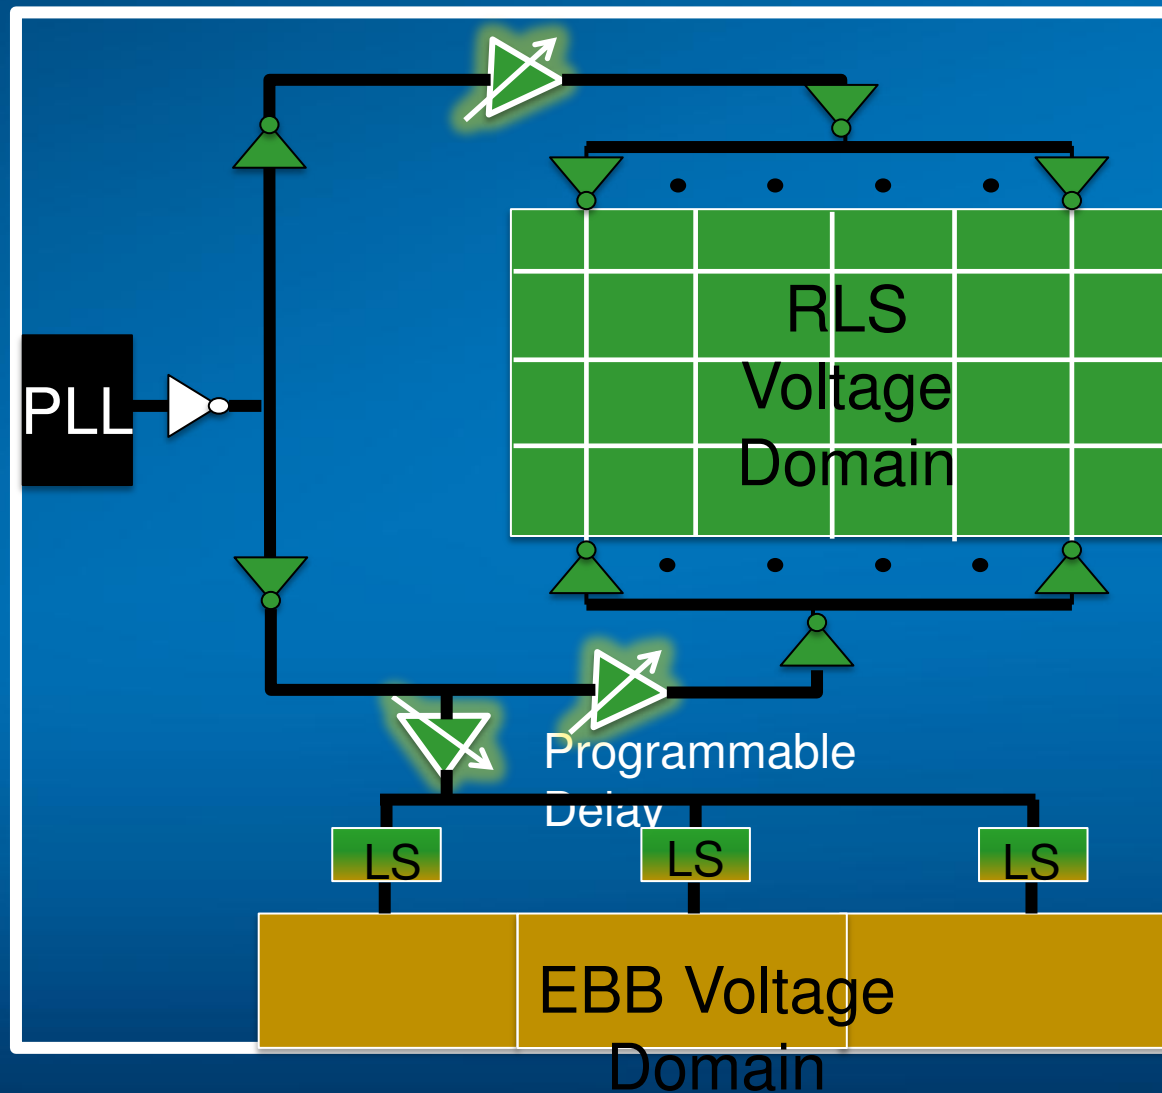 RLS
Voltage
Domain
PLL
Programmable
Delay
LS
LS
LS
EBB Voltage
Domain